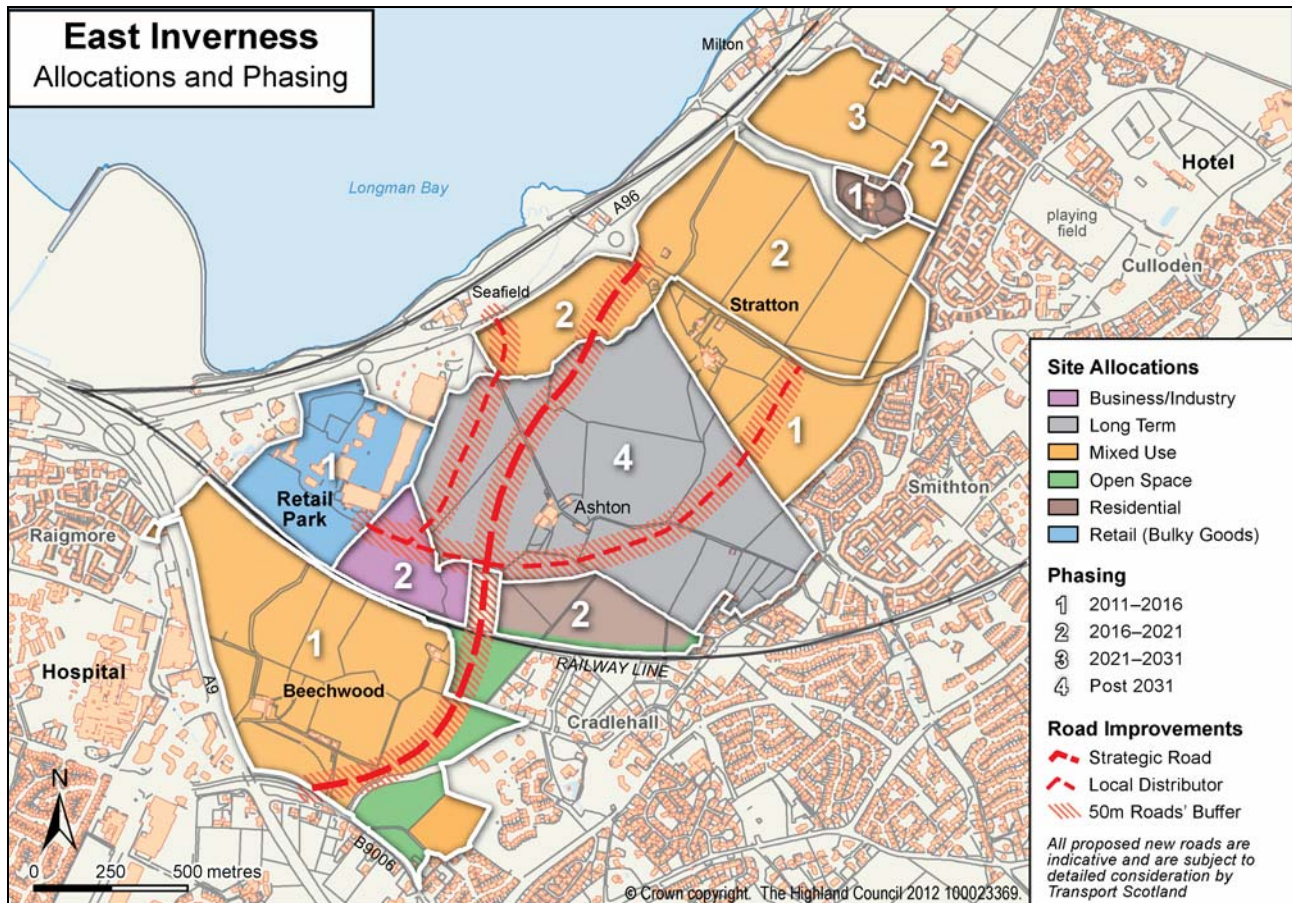 East Inverness
Allocations and Phasing
Milton
3
2
Hotel
Longman Bay
A96
1
playing
field
Culloden
2
Seafield
2
Stratton
1
Retail
Park
4
1
Ashton
Smithton
Raigmore
2
2
1
RAILWAY LINE
Hospital
A9
Beechwood
Cradlehall
B9006
N
0 250 500 metres
© Crown copyright. The Highland Council 2012 100023369.
Site Allocations
Business/Industry
Long Term
Mixed Use
Open Space
Residential
Retail (Bulky Goods)
Phasing
1 2011–2016
2 2016–2021
3 2021–2031
4 Post 2031
Road Improvements
Strategic Road
Local Distributor
50m Roads' Buffer
All proposed new roads are
indicative and are subject to
detailed consideration by
Transport Scotland